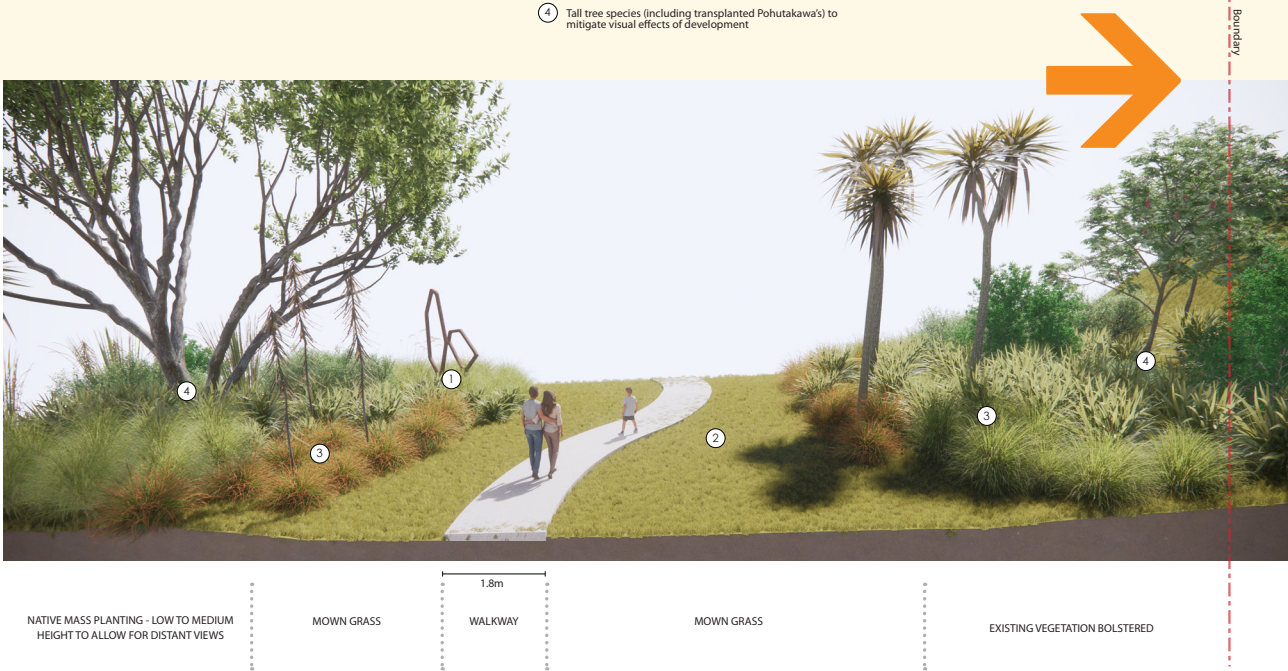 4 Tall tree species (including transplanted Pohutakawa's) to
mitigate visual effects of development
Boundary
4
1
4
3
3
2
1.8m
NATIVE MASS PLANTING - LOW TO MEDIUM
HEIGHT TO ALLOW FOR DISTANT VIEWS
MOWN GRASS
WALKWAY
MOWN GRASS
EXISTING VEGETATION BOLSTERED